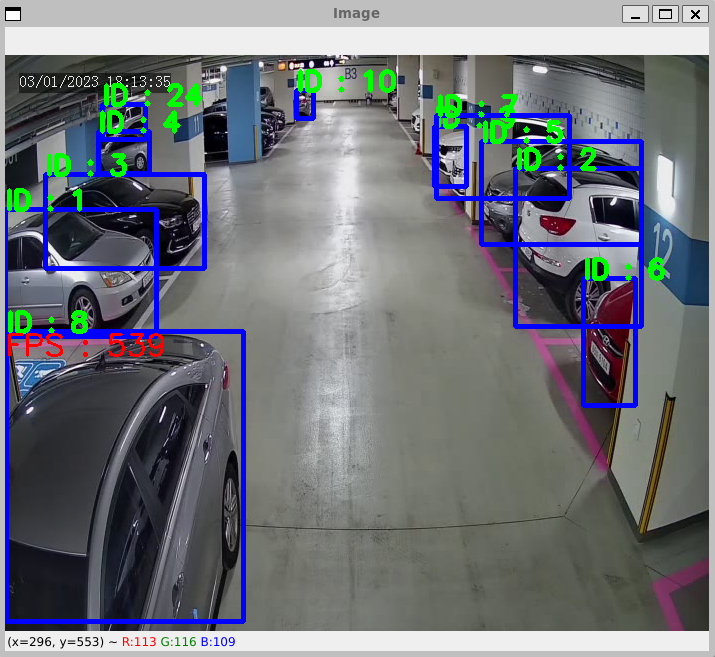 Image
B3
03/01/2023 18:13:35
ID : 10
ID : 24
ID : 7
ID : 4
ID : 5
ID : 3
ID : 2
ID : 1
12
ID : 6
ID : 8
FPS : 539
(x=296, y=553) ~ R:113 G:116 B:109